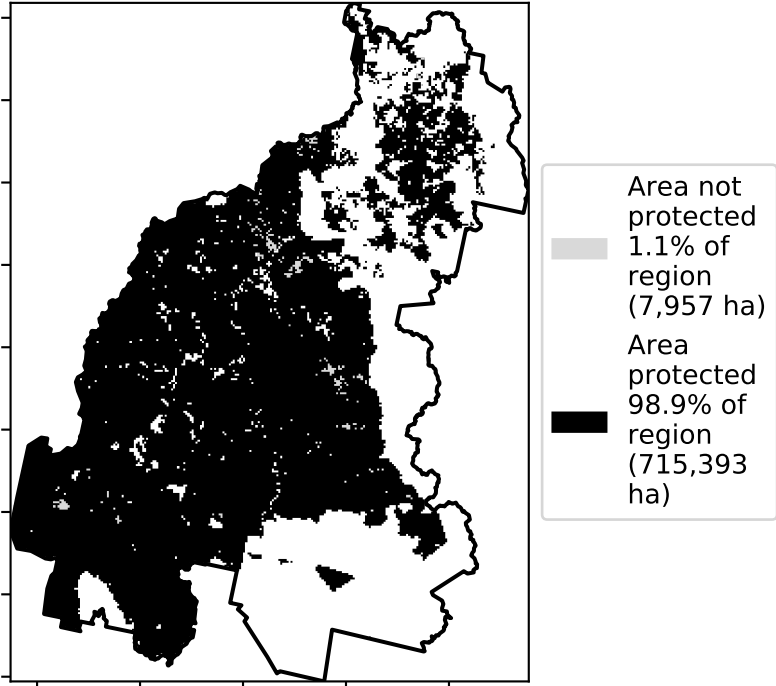 Area not
protected
1.1% of
region
(7,957 ha)
Area
protected
98.9% of
region
(715,393
ha)